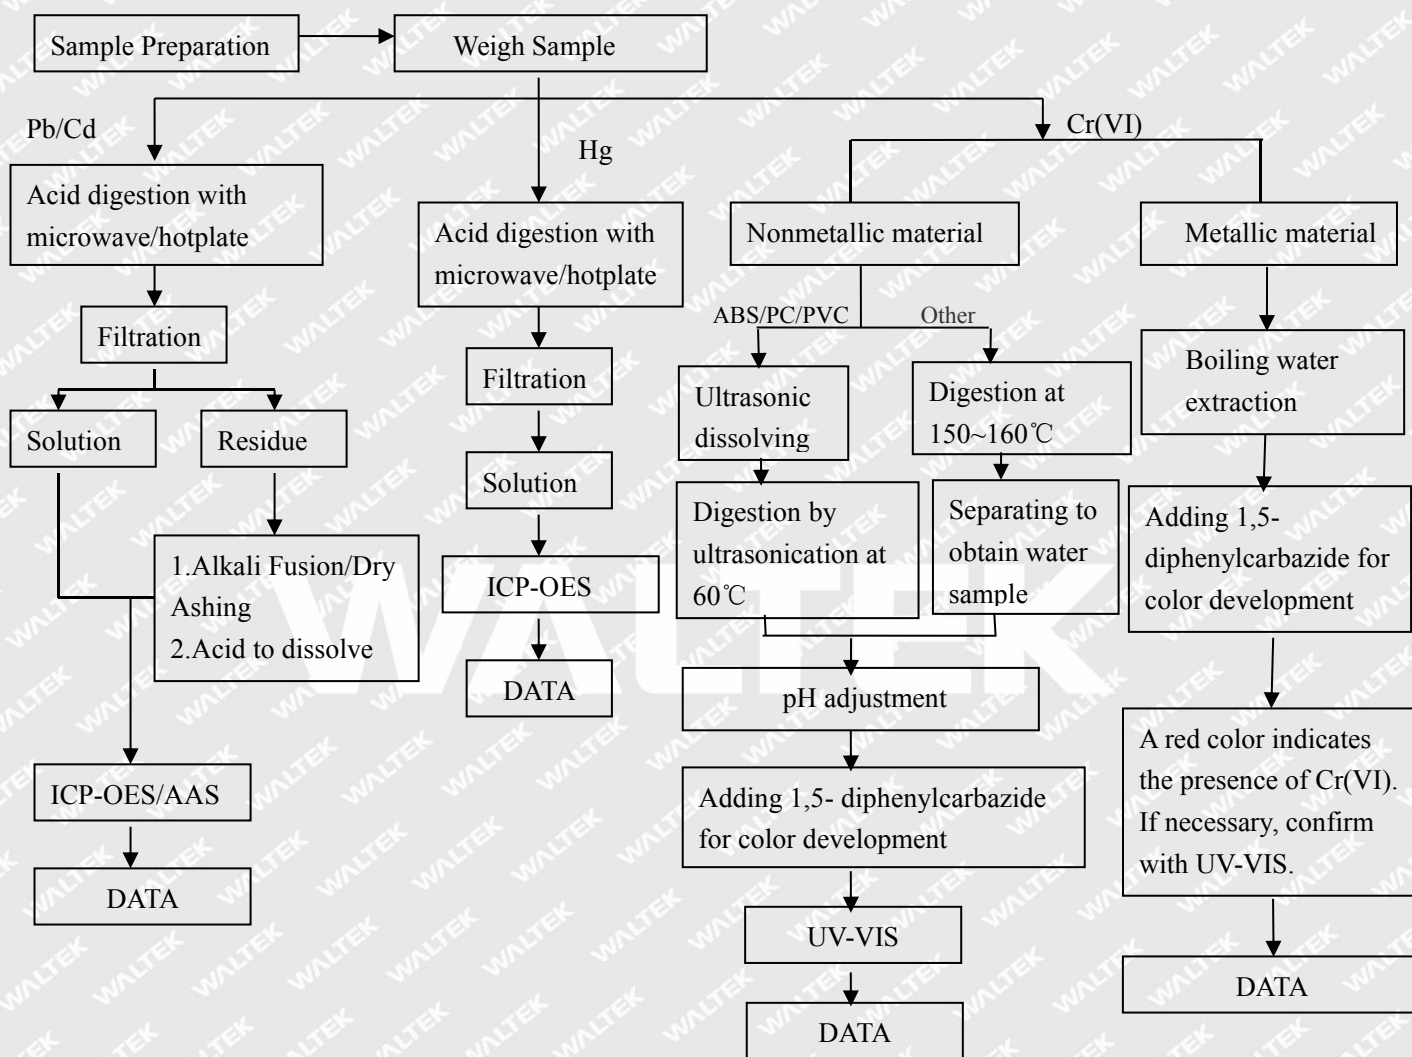 Sample Preparation
Weigh Sample
Pb/Cd
Hg
Cr(VI)
Acid digestion with
microwave/hotplate
Filtration
Solution
Residue
1.Alkali Fusion/Dry
Ashing
2.Acid to dissolve
ICP-OES/AAS
DATA
Acid digestion with
microwave/hotplate
Filtration
Solution
ICP-OES
DATA
Nonmetallic material
ABS/PC/PVC
Other
Ultrasonic
dissolving
Digestion by
ultrasonication at
60℃
Digestion at
150~160℃
Separating to
obtain water
sample
pH adjustment
Adding 1,5- diphenylcarbazide
for color development
UV-VIS
DATA
Metallic material
Boiling water
extraction
Adding 1,5-
diphenylcarbazide for
color development
A red color indicates
the presence of Cr(VI).
If necessary, confirm
with UV-VIS.
DATA
WALTEK